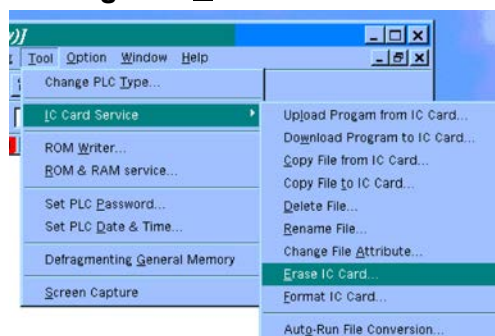 Tool Option Window Help
Change PLC Type...
IC Card Service
ROM Writer...
ROM & RAM service...
Set PLC Password...
Set PLC Date & Time...
Defragmenting General Memory
Screen Capture
Upload Progam from IC Card...
Download Program to IC Card...
Copy File from IC Card...
Copy File to IC Card...
Delete File...
Rename File...
Change File Attribute...
Erase IC Card...
Format IC Card...
Auto-Run File Conversion...